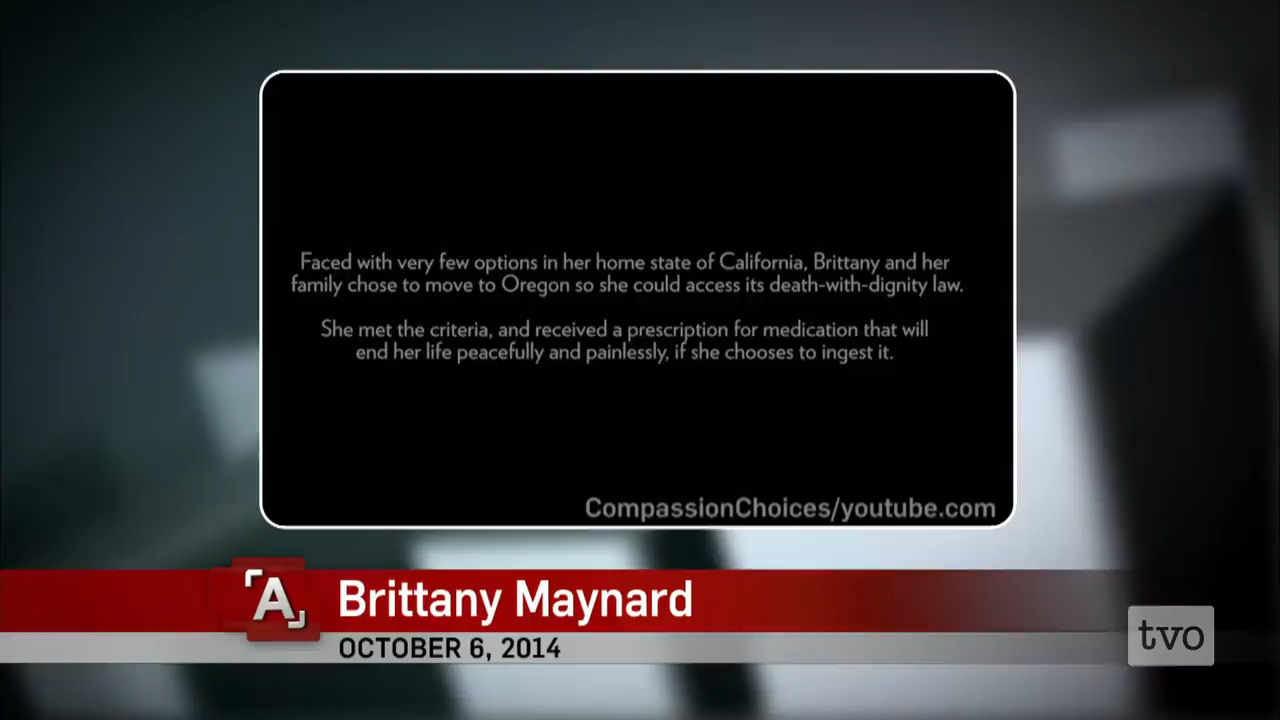 Faced with very few options in her home state of California, Brittany and her
family chose to move to Oregon so she could access its death-with-dignity law.
She met the criteria, and received a prescription for medication that will
end her life peacefully and painlessly, if she chooses to ingest it.
CompassionChoices/youtube.com
A
Brittany Maynard
OCTOBER 6, 2014
tvo